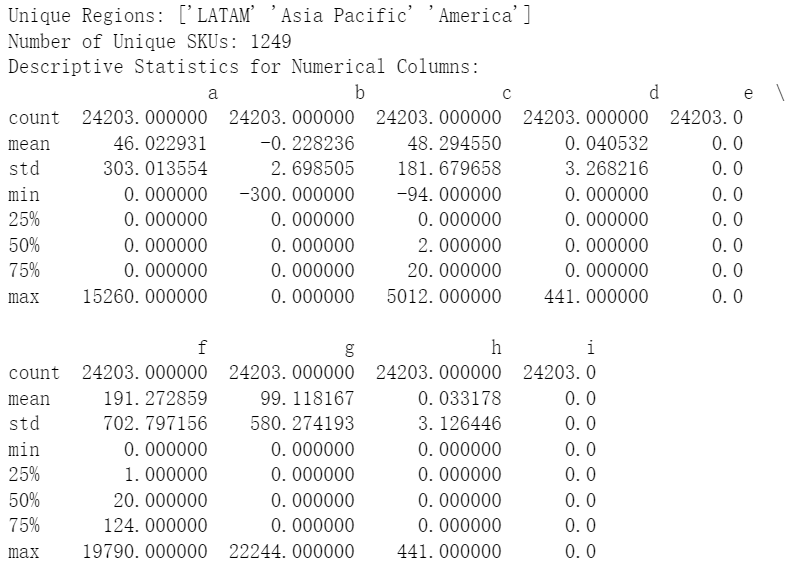 Unique Regions: ['LATAM' 'Asia Pacific' 'America']
Number of Unique SKUs: 1249
Descriptive Statistics for Numerical Columns:
                  a             b             c             d        e  \
count  24203.000000  24203.000000  24203.000000  24203.000000  24203.0
mean      46.022931     -0.228236     48.294550      0.040532      0.0
std      303.013554      2.698505    181.679658      3.268216      0.0
min        0.000000   -300.000000    -94.000000      0.000000      0.0
25%        0.000000      0.000000      0.000000      0.000000      0.0
50%        0.000000      0.000000      2.000000      0.000000      0.0
75%        0.000000      0.000000     20.000000      0.000000      0.0
max    15260.000000      0.000000   5012.000000    441.000000      0.0

                  f             g             h        i
count  24203.000000  24203.000000  24203.000000  24203.0
mean     191.272859     99.118167      0.033178      0.0
std      702.797156    580.274193      3.126446      0.0
min        0.000000      0.000000      0.000000      0.0
25%        1.000000      0.000000      0.000000      0.0
50%       20.000000      0.000000      0.000000      0.0
75%      124.000000      0.000000      0.000000      0.0
max    19790.000000  22244.000000    441.000000      0.0